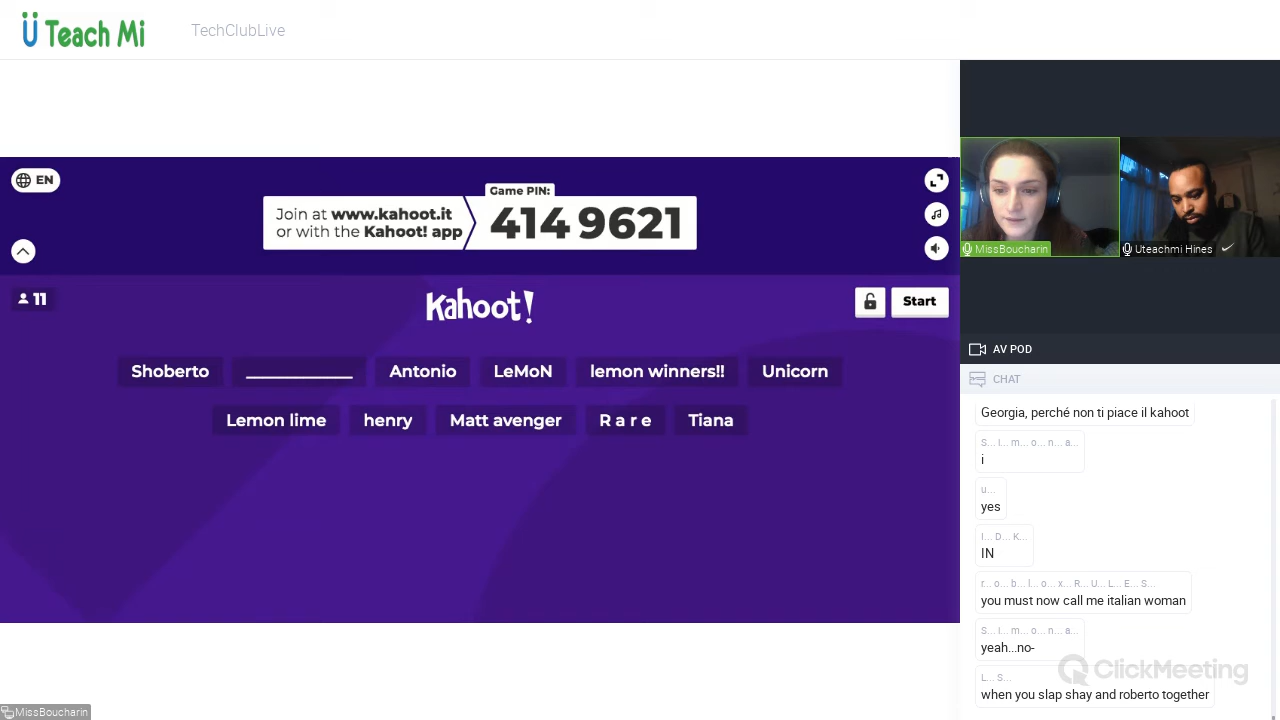 Ü Teach Mi
TechClubLive
EN
Game PIN:
Join at www.kahoot.it
or with the Kahoot! app
414 9621
11
Kahoot!
Start
Shoberto
Antonio
LeMoN
lemon winners!!
Unicorn
Lemon lime
henry
Matt avenger
R a r e
Tiana
MissBoucharin
Uteachmi Hines
AV POD
CHAT
Georgia, perché non ti piare il kahoot
S... i... m... o... n... a...
i
u...
yes
I... D... K...
IN
r... o... b... l... o... x... R... U... L... E... S...
you must now call me italian woman
S... i... m... o... n... a...
yeah...no-
ClickMeeting
L... S...
when you slap shay and roberto together
MissBoucharin